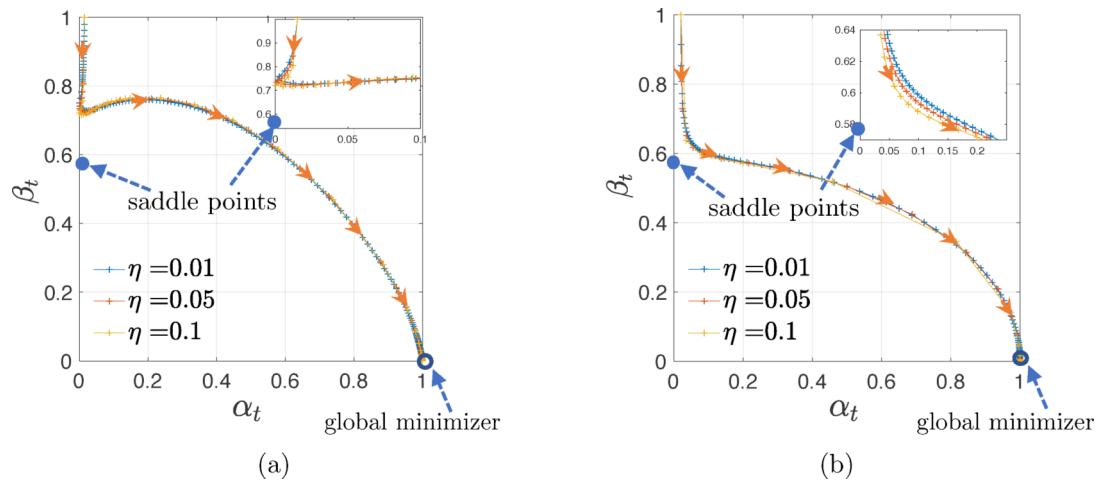 (a)
1
0.8
0.6
0.4
0.2
0
0
0.2
0.4
0.6
0.8
1
β_t
α_t
1
0.9
0.8
0.7
0.6
0
0.05
0.1
saddle points
η =0.01
η =0.05
η =0.1
global minimizer
(a)
(b)
1
0.8
0.6
0.4
0.2
0
0
0.2
0.4
0.6
0.8
1
β_t
α_t
0.64
0.62
0.6
0.58
0
0.05
0.1
0.15
0.2
saddle points
η =0.01
η =0.05
η =0.1
global minimizer
(b)